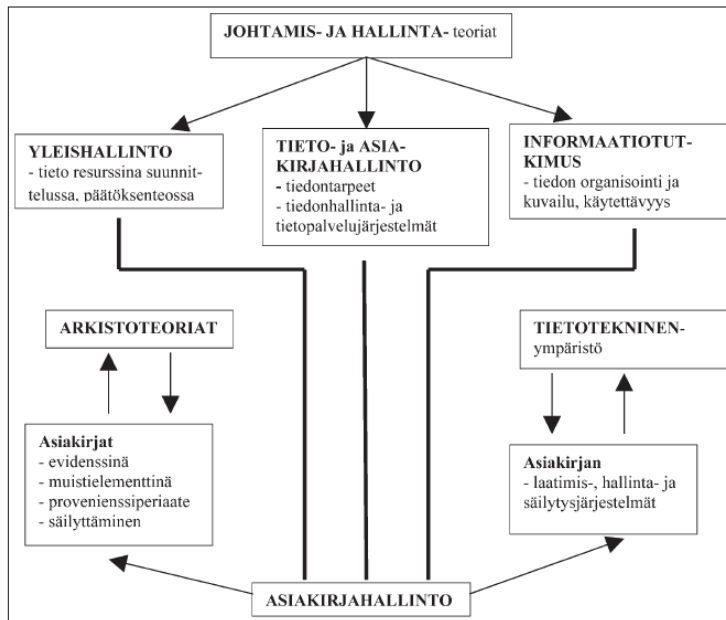 JOHTAMIS- JA HALLINTA- teoriat
YLEISHALLINTO
- tieto resurssina suunnit-
telussa, päätöksenteossa
TIETO- ja ASIA-
KIRJAHALLINTO
- tiedontarpeet
- tiedonhallinta- ja
tietopalvelujärjestelmät
INFORMAATIOTUT-
KIMUS
- tiedon organisointi ja
kuvailu, käytettävyys
ARKISTOTEORIAT
TIETOTEKNINEN-
ympäristö
Asiakirjat
- evidenssinä
- muistielementtinä
- provenienssiperiaate
- säilyttäminen
Asiakirjan
- laatimis-, hallinta- ja
säilytysjärjestelmät
ASIAKIRJAHALLINTO